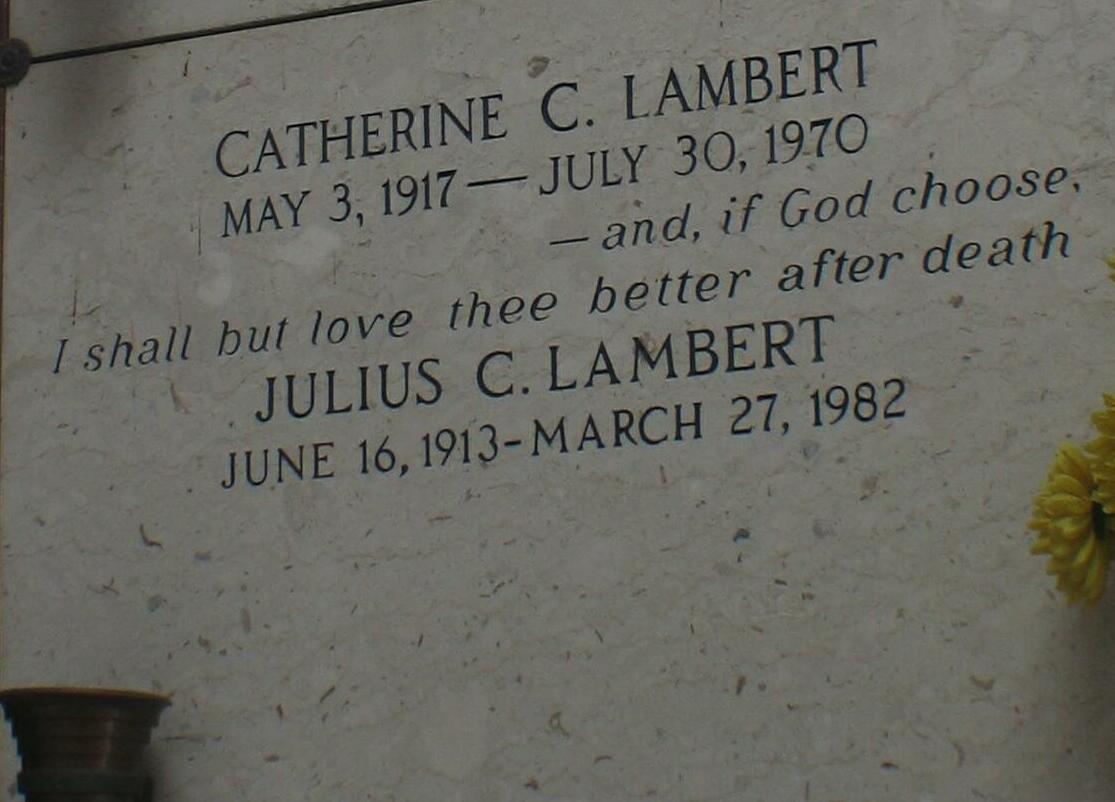 CATHERINE C. LAMBERT
MAY 3, 1917 — JULY 30, 1970
— and, if God choose,
I shall but love thee better after death
JULIUS C. LAMBERT
JUNE 16, 1913-MARCH 27, 1982